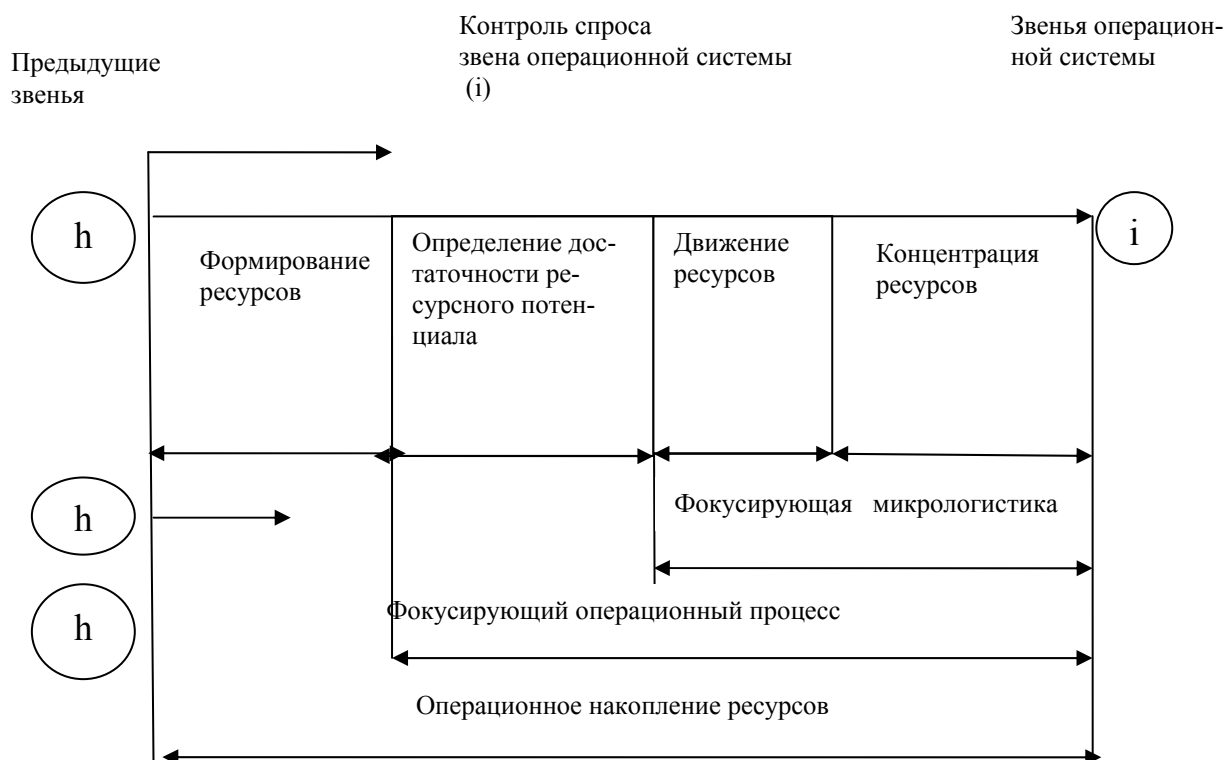 Контроль спроса
звена операционной системы
(i)
Звенья операцион-
ной системы
Предыдущие
звенья
h
i
Формирование
ресурсов
Определение дос-
таточности ре-
сурсного потен-
циала
Движение
ресурсов
Концентрация
ресурсов
h
Фокусирующая микрологистика
h
Фокусирующий операционный процесс
Операционное накопление ресурсов